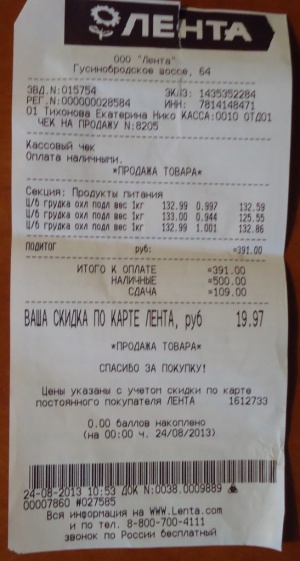 ЛЕНТА
ООО "Лента"
Гусинобродское шоссе, 64
ЗВД.N:015754 ЭКЛЗ: 1435352284
РЕГ.N:000000028584 ИНН: 7814148471
01 Тихонова Екатерина Нико КАССА:0010 ОТД01
ЧЕК НА ПРОДАЖУ N:8205
Кассовый чек
Оплата наличными.
*ПРОДАЖА ТОВАРА*
Секция: Продукты питания
Ц/б грудка охл подл вес 1кг 132.99 0.997 132.59
Ц/б грудка охл подл вес 1кг 133.00 0.944 125.55
Ц/б грудка охл подл вес 1кг 132.99 1.001 132.86
ПОДИТОГ руб: =391.00
ИТОГО К ОПЛАТЕ =391.00
НАЛИЧНЫЕ =500.00
СДАЧА =109.00
ВАША СКИДКА ПО КАРТЕ ЛЕНТА, руб 19.97
*ПРОДАЖА ТОВАРА*
СПАСИБО ЗА ПОКУПКУ!
Цены указаны с учетом скидки по карте
постоянного покупателя ЛЕНТА 1612733
0.00 баллов накоплено
(на 00:00 ч. 24/08/2013)
24-08-2013 10:53 ДОК N:0038.0009889
00007860 #027585
Вся информация на WWW.Lenta.com
и по тел. 8-800-700-4111
звонок по России бесплатный